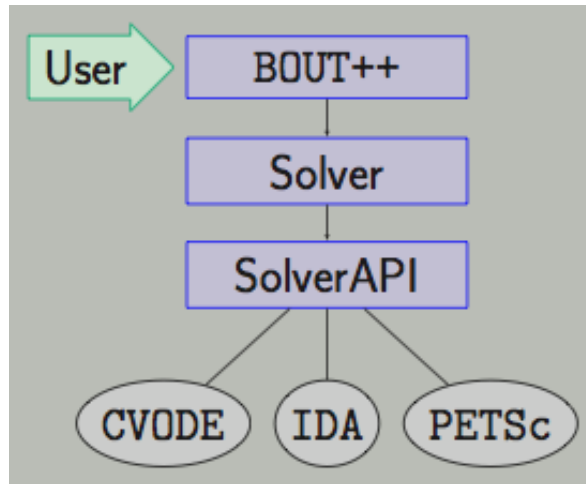 User
BOUT++
Solver
SolverAPI
CVODE
IDA
PETSc